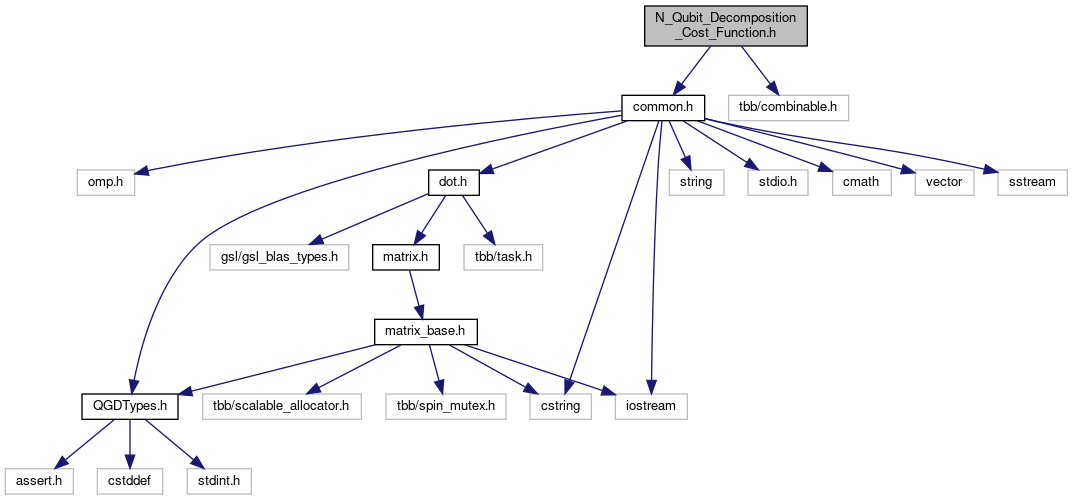 N_Qubit_Decomposition
_Cost_Function.h
common.h
tbb/combinable.h
omp.h
dot.h
string
stdio.h
cmath
vector
sstream
gsl/gsl_blas_types.h
matrix.h
tbb/task.h
matrix_base.h
QGDTypes.h
tbb/scalable_allocator.h
tbb/spin_mutex.h
cstring
iostream
assert.h
cstddef
stdint.h